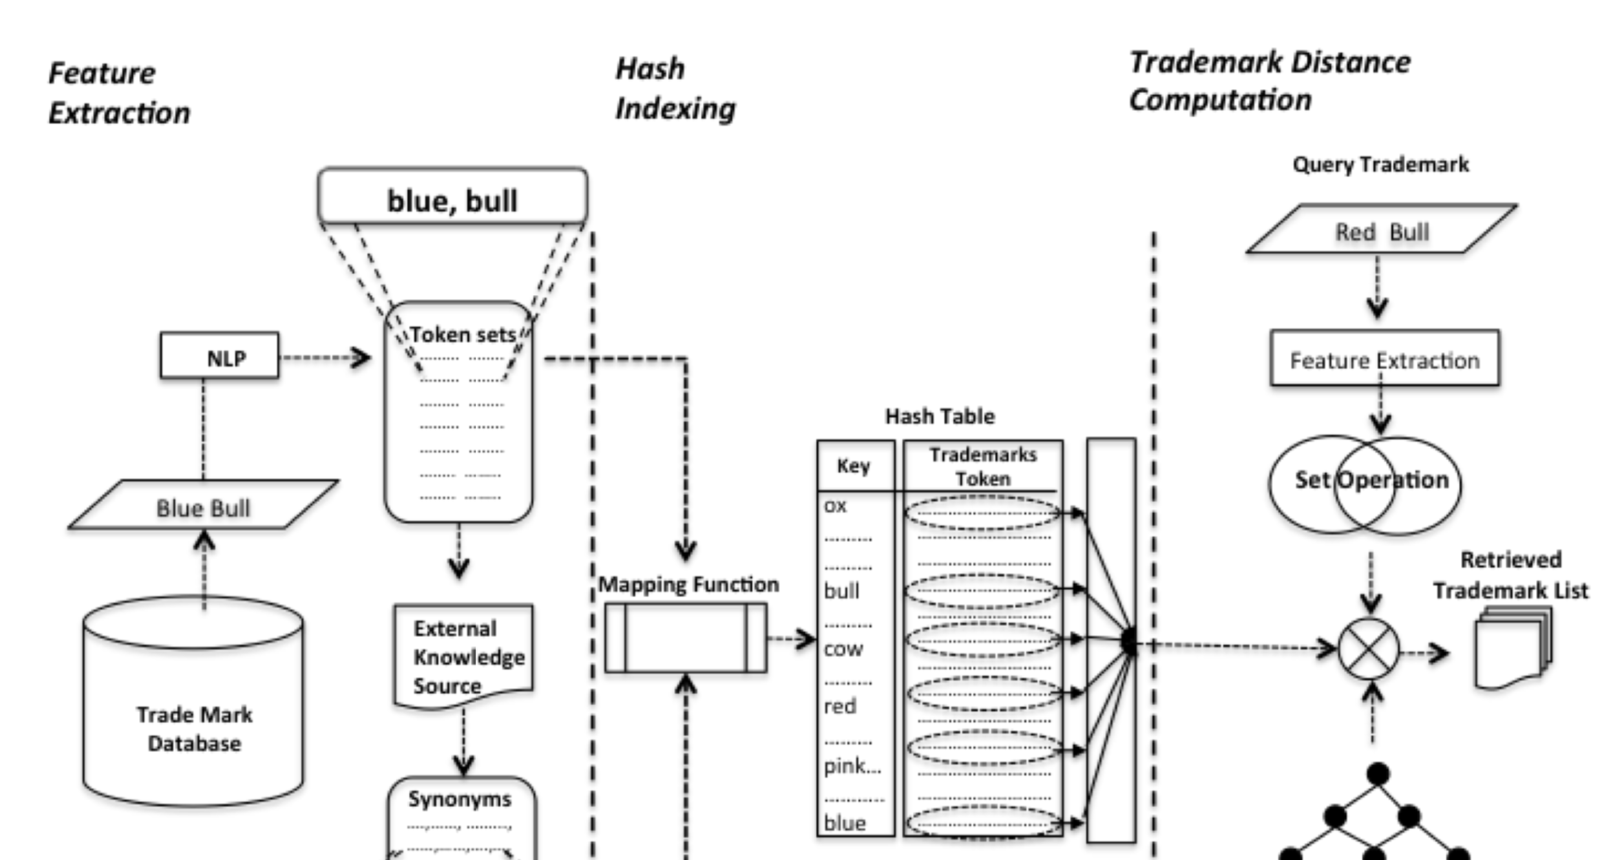 Feature
Extraction
Hash
Indexing
Trademark Distance
Computation
blue, bull
Token sets
NLP
Blue Bull
Trade Mark
Database
External
Knowledge
Source
Synonyms
Mapping Function
Hash Table
Key
Trademarks
Token
ox
bull
cow
red
pink...
blue
Query Trademark
Red Bull
Feature Extraction
Set Operation
Retrieved
Trademark List